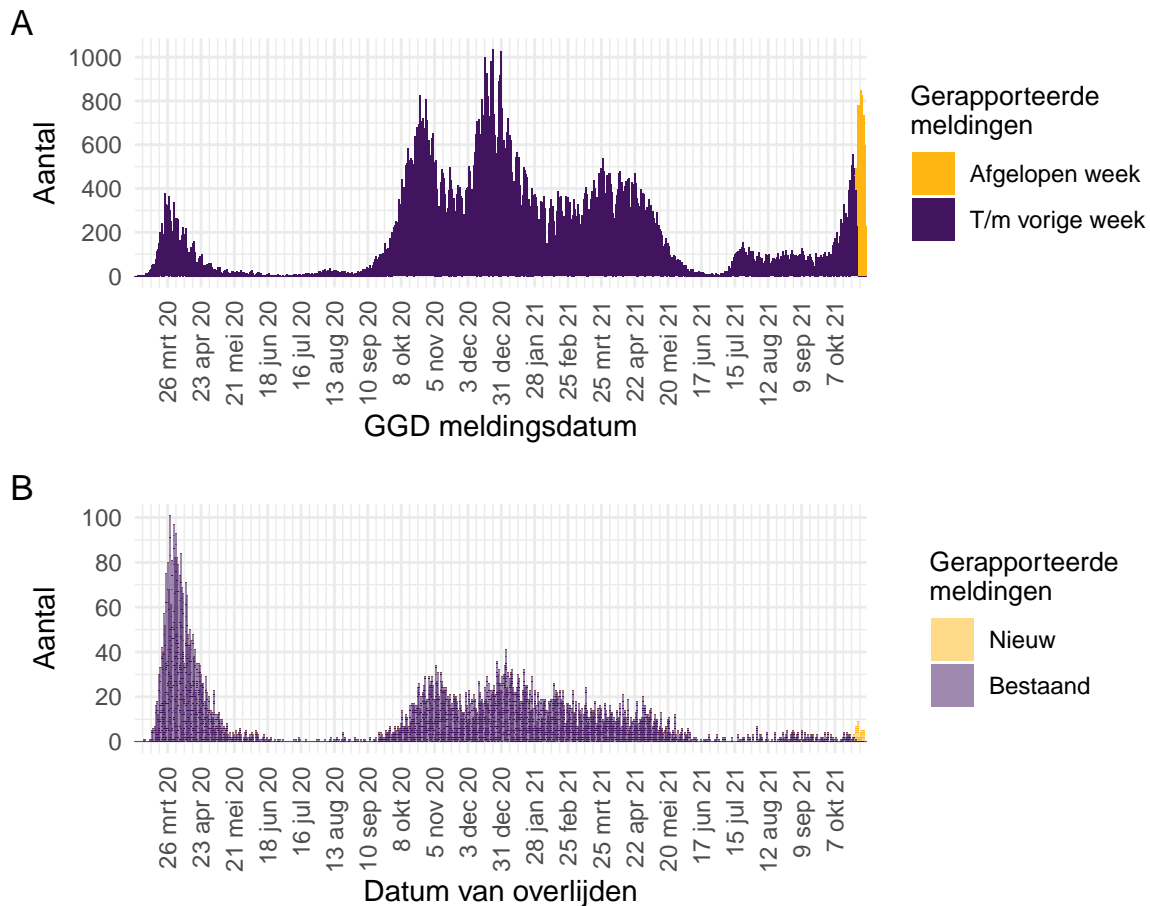 A
1000
800
600
400
200
0
Aantal
26 mrt 20
23 apr 20
21 mei 20
18 jun 20
16 jul 20
13 aug 20
10 sep 20
8 okt 20
5 nov 20
3 dec 20
31 dec 20
28 jan 21
25 feb 21
25 mrt 21
22 apr 21
20 mei 21
17 jun 21
15 jul 21
12 aug 21
9 sep 21
7 okt 21
GGD meldingsdatum
Gerapporteerde
meldingen
Afgelopen week
T/m vorige week
B
100
80
60
40
20
0
Aantal
26 mrt 20
23 apr 20
21 mei 20
18 jun 20
16 jul 20
13 aug 20
10 sep 20
8 okt 20
5 nov 20
3 dec 20
31 dec 20
28 jan 21
25 feb 21
25 mrt 21
22 apr 21
20 mei 21
17 jun 21
15 jul 21
12 aug 21
9 sep 21
7 okt 21
Datum van overlijden
Gerapporteerde
meldingen
Nieuw
Bestaand